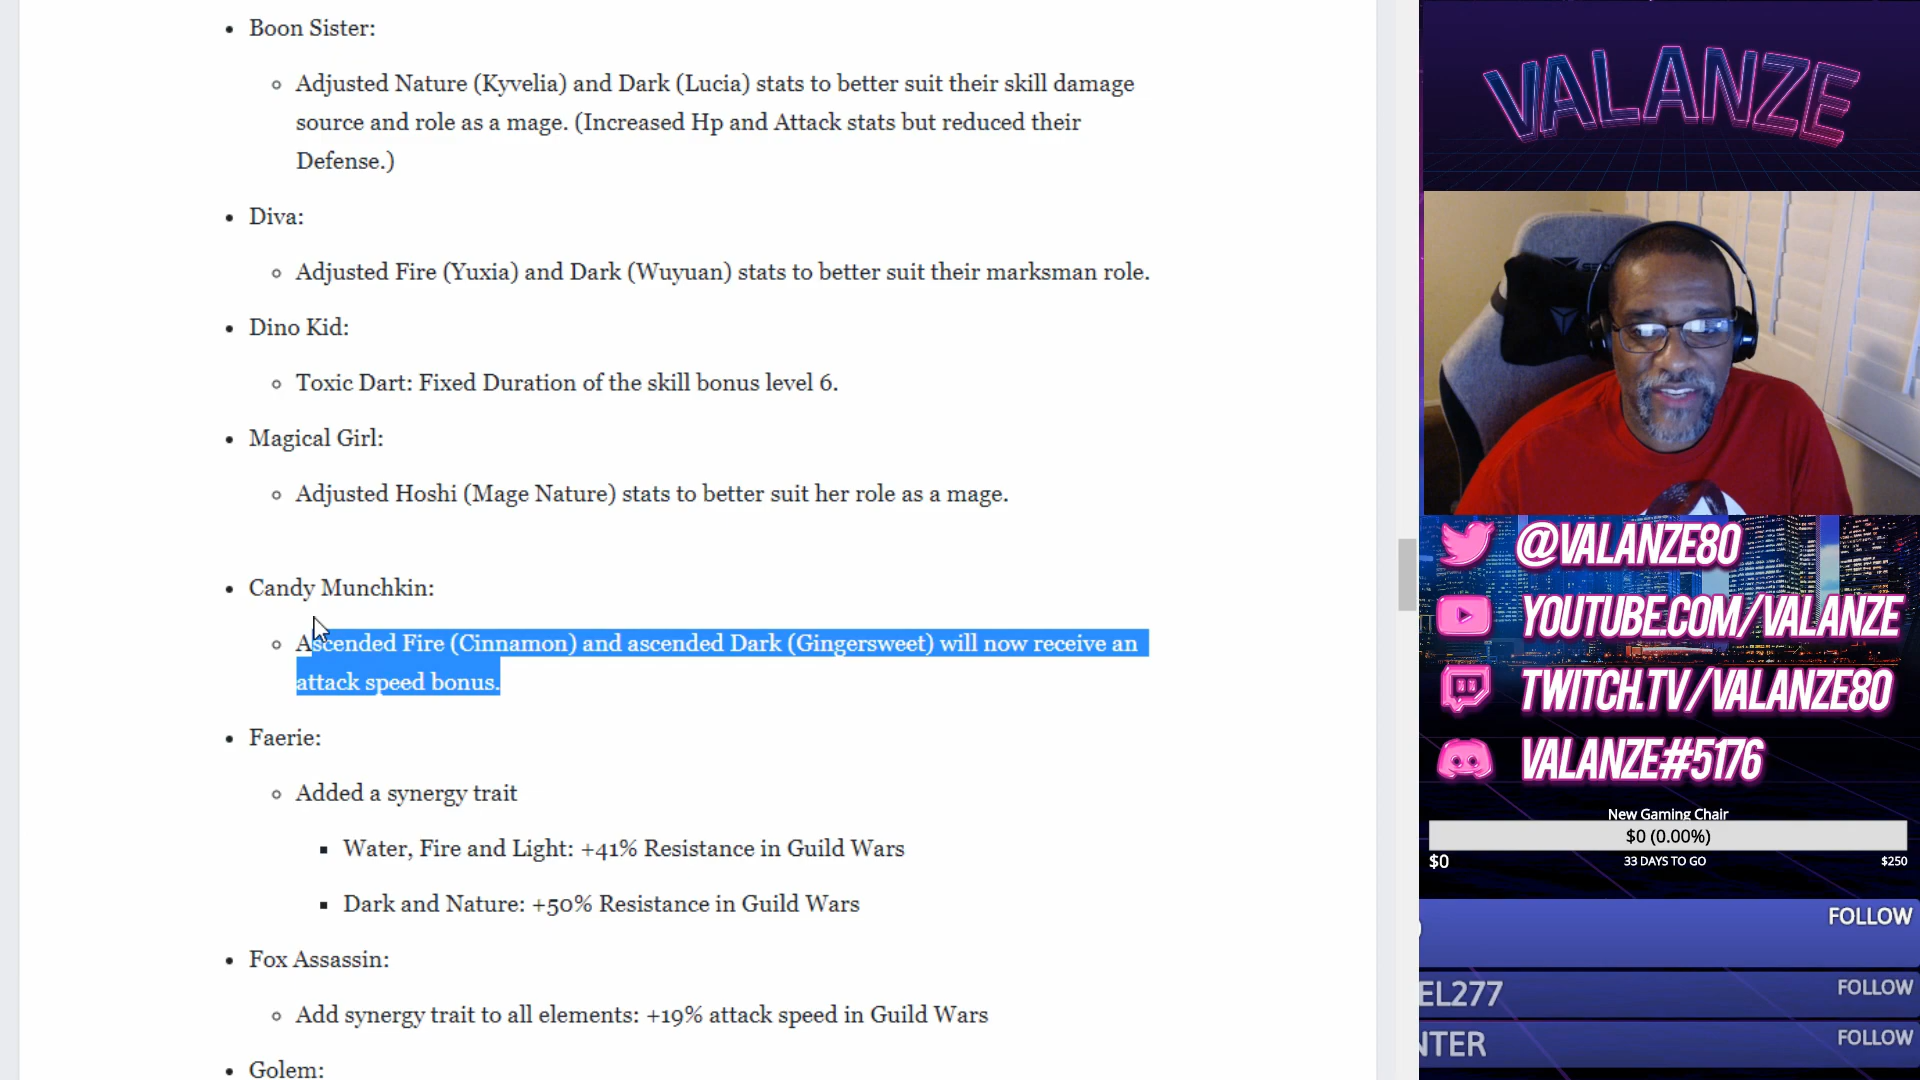 Boon Sister:
Adjusted Nature (Kyvelia) and Dark (Lucia) stats to better suit their skill damage
source and role as a mage. (Increased Hp and Attack stats but reduced their
Defense.)
Diva:
Adjusted Fire (Yuxia) and Dark (Wuyuan) stats to better suit their marksman role.
Dino Kid:
Toxic Dart: Fixed Duration of the skill bonus level 6.
Magical Girl:
Adjusted Hoshi (Mage Nature) stats to better suit her role as a mage.
Candy Munchkin:
Ascended Fire (Cinnamon) and ascended Dark (Gingersweet) will now receive an
attack speed bonus.
Faerie:
Added a synergy trait
Water, Fire and Light: +41% Resistance in Guild Wars
Dark and Nature: +50% Resistance in Guild Wars
Fox Assassin:
Add synergy trait to all elements: +19% attack speed in Guild Wars
Golem:
VALANZE
@VALANZE80
YOUTUBE.COM/VALANZE
TWITCH.TV/VALANZE80
VALANZE#5176
New Gaming Chair
$0 (0.00%)
$0 33 DAYS TO GO $250
FOLLOW
EL277 FOLLOW
NTER FOLLOW